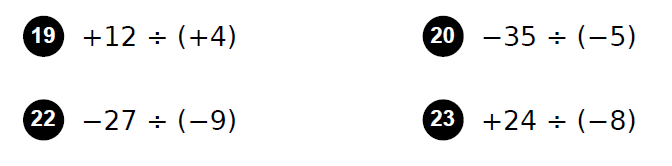 19 +12 ÷ (+4) 20 −35 ÷ (−5)
22 −27 ÷ (−9) 23 +24 ÷ (−8)